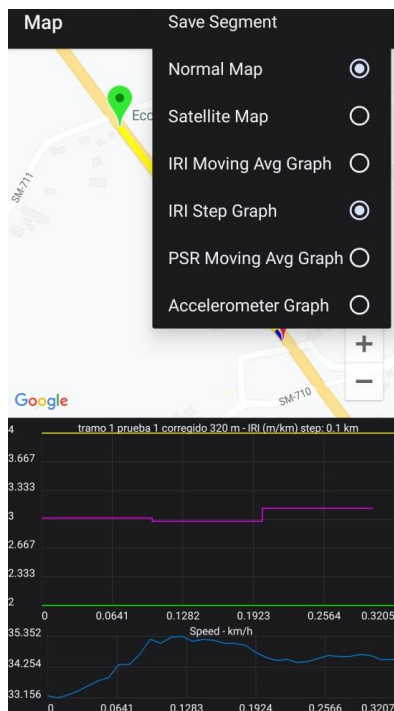 Map
Save Segment
Normal Map
Satellite Map
IRI Moving Avg Graph
IRI Step Graph
PSR Moving Avg Graph
Accelerometer Graph
Eco
SM-711
SM-710
+
−
Google
tramo 1 prueba 1 corregido 320 m - IRI (m/km) step: 0.1 km
4
3.667
3.333
3
2.667
2.333
2
0 0.0641 0.1282 0.1923 0.2564 0.3205
Speed - km/h
35.352
34.254
33.156
0 0.0641 0.1283 0.1924 0.2566 0.3207